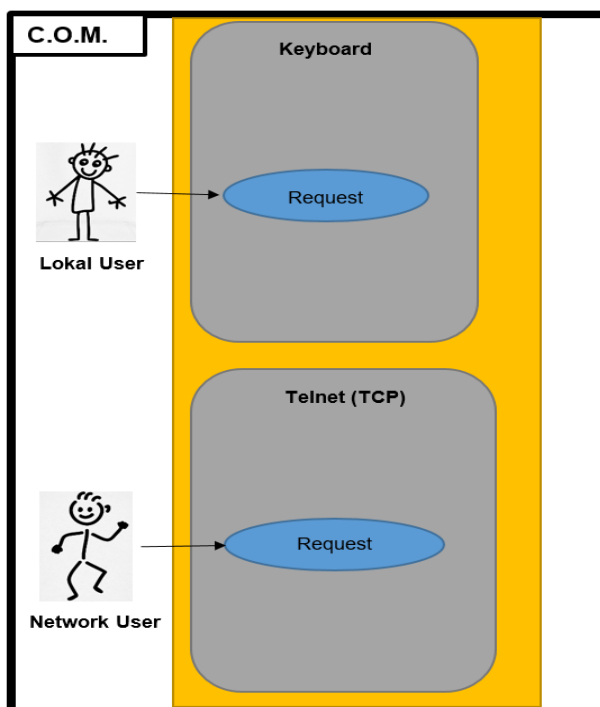 C.O.M.
Keyboard
Request
Lokal User
Telnet (TCP)
Request
Network User